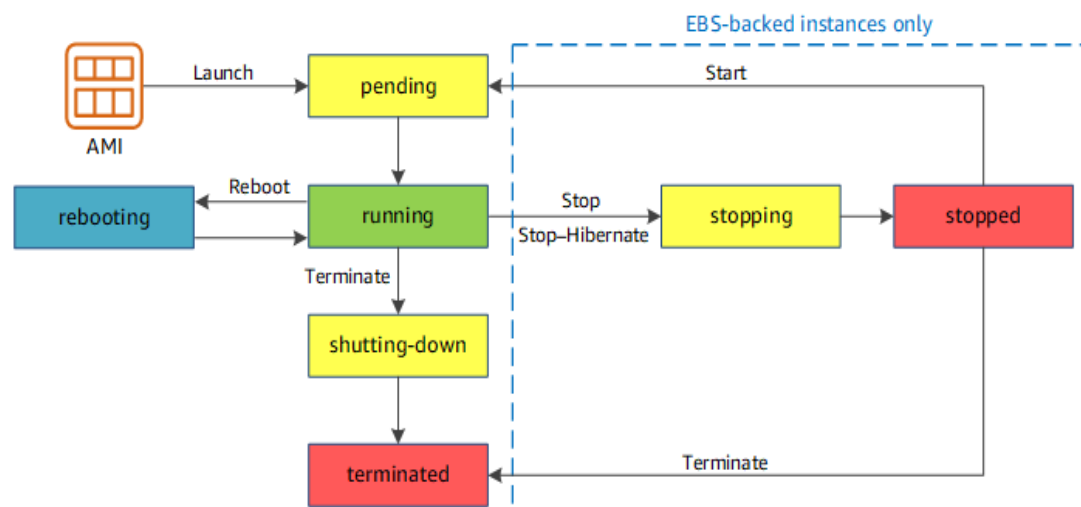 EBS-backed instances only
Launch
pending
Start
AMI
rebooting
Reboot
running
Stop
Stop–Hibernate
stopping
stopped
Terminate
shutting-down
terminated
Terminate